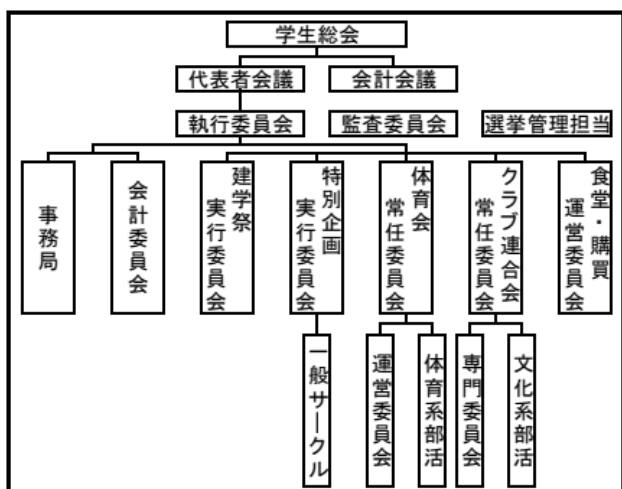 学生総会
代表者会議
会計会議
執行委員会
監査委員会
選挙管理担当
事務局
会計委員会
建学祭
実行委員会
特別企画
実行委員会
体育会
常任委員会
クラブ連合会
常任委員会
食堂・購買
運営委員会
一般サークル
運営委員会
体育系部活
専門委員会
文化系部活